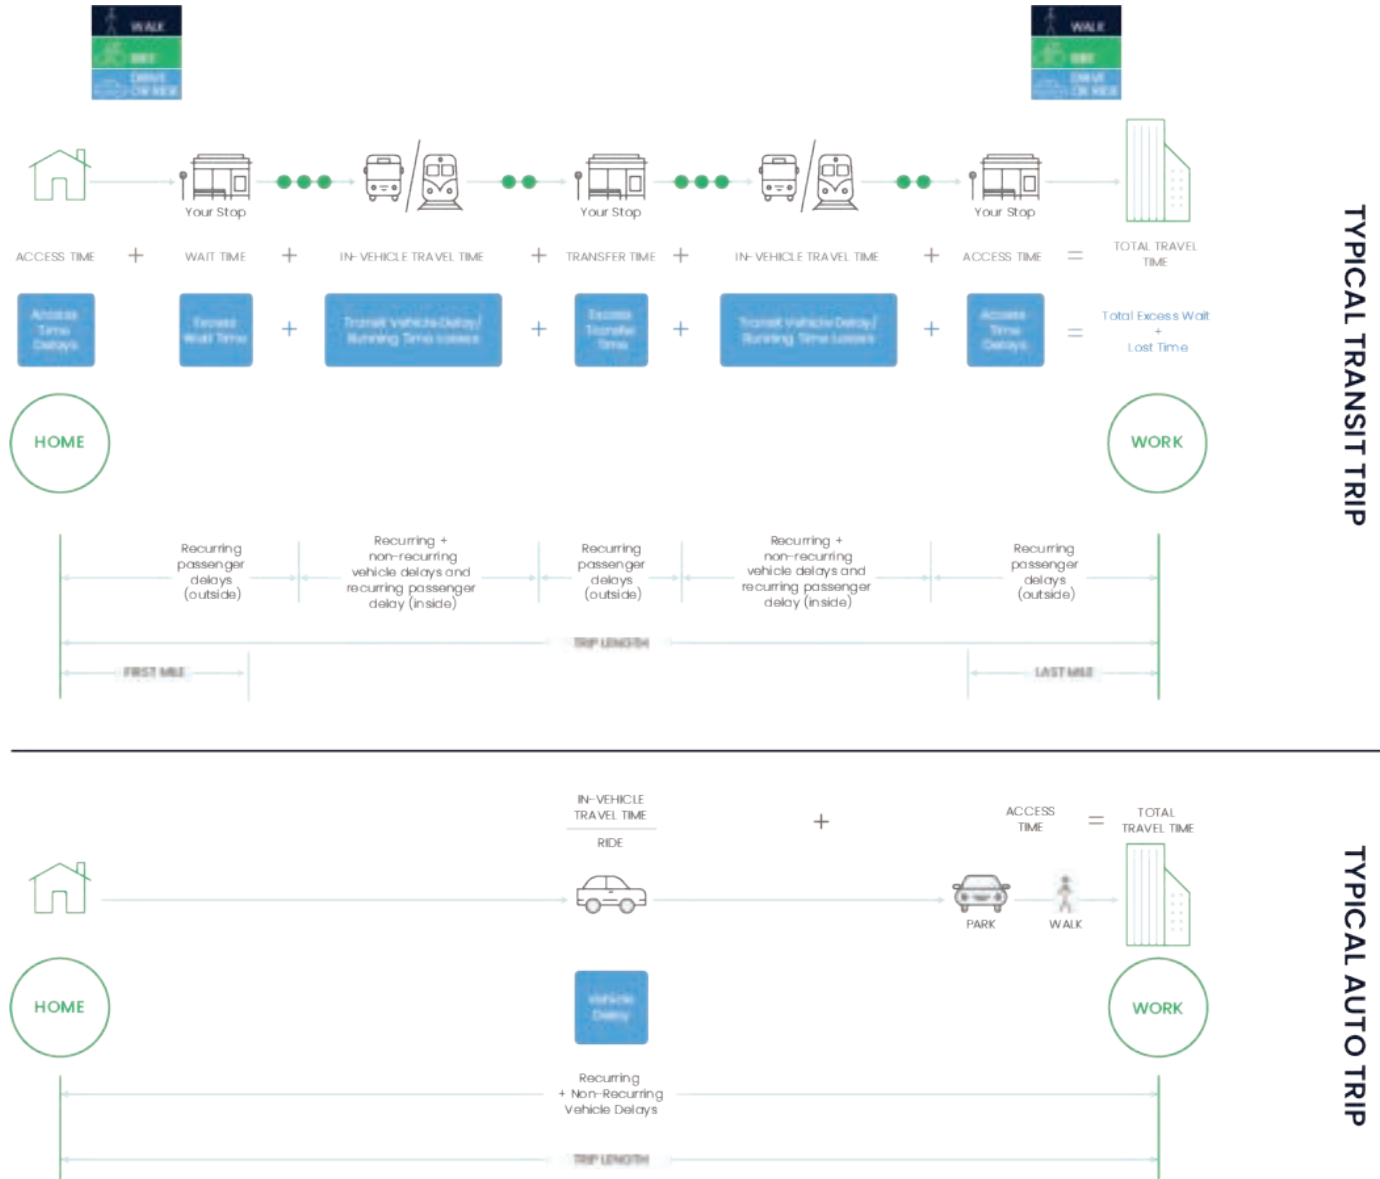 WALK
BIKE
DRIVE
OR RIDE
WALK
BIKE
DRIVE
OR RIDE
Your Stop
Your Stop
Your Stop
ACCESS TIME + WAIT TIME + IN-VEHICLE TRAVEL TIME + TRANSFER TIME + IN-VEHICLE TRAVEL TIME + ACCESS TIME = TOTAL TRAVEL
TIME
Access
Time
Delays
Excess
Wait Time
+
Transit Vehicle Delay/
Running Time Losses
+
Excess
Transfer
Time
+
Transit Vehicle Delay/
Running Time Losses
+
Access
Time
Delays
=
Total Excess Wait
+
Lost Time
HOME
WORK
Recurring
passenger
delays
(outside)
Recurring +
non-recurring
vehicle delays and
recurring passenger
delay (inside)
Recurring
passenger
delays
(outside)
Recurring +
non-recurring
vehicle delays and
recurring passenger
delay (inside)
Recurring
passenger
delays
(outside)
TRIP LENGTH
FIRST MILE
LAST MILE
TYPICAL TRANSIT TRIP
IN-VEHICLE
TRAVEL TIME
RIDE
+
ACCESS
TIME
=
TOTAL
TRAVEL TIME
PARK
WALK
HOME
Vehicle
Delay
WORK
Recurring
+ Non-Recurring
Vehicle Delays
TRIP LENGTH
TYPICAL AUTO TRIP